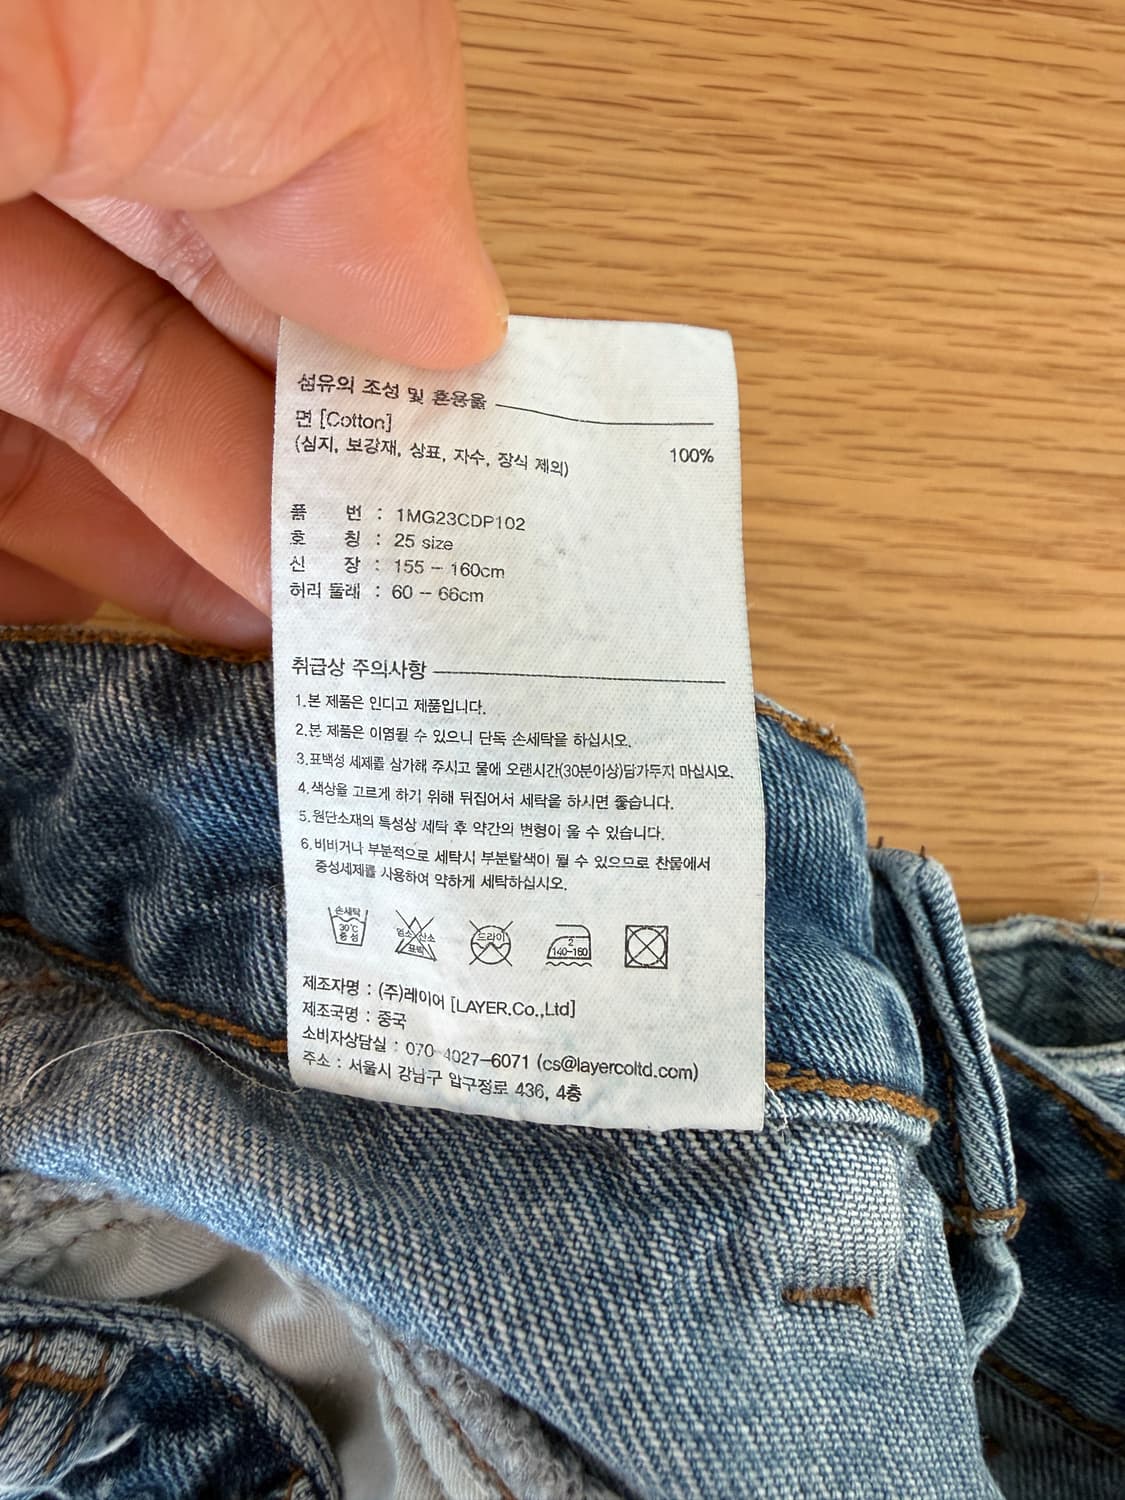 섬유의 조성 및 혼용율
면 [Cotton] 100%
(심지, 보강재, 상표, 자수, 장식 제외)
품 번 : 1MG23CDP102
호 칭 : 25 size
신 장 : 155 - 160cm
허리 둘레 : 60 - 66cm
취급상 주의사항
1.본 제품은 인디고 제품입니다.
2.본 제품은 이염될 수 있으니 단독 손세탁을 하십시오.
3.표백성 세제를 삼가해 주시고 물에 오랜시간(30분이상)담가두지 마십시오.
4.색상을 고르게 하기 위해 뒤집어서 세탁을 하시면 좋습니다.
5.원단소재의 특성상 세탁 후 약간의 변형이 올 수 있습니다.
6.비비거나 부분적으로 세탁시 부분탈색이 될 수 있으므로 찬물에서
중성세제를 사용하여 약하게 세탁하십시오.
손세탁 30℃ 중성
염소 산소 표백
드라이
2 140-160
제조자명 : (주)레이어 [LAYER.Co.,Ltd]
제조국명 : 중국
소비자상담실 : 070-4027-6071 (cs@layercoltd.com)
주소 : 서울시 강남구 압구정로 436, 4층